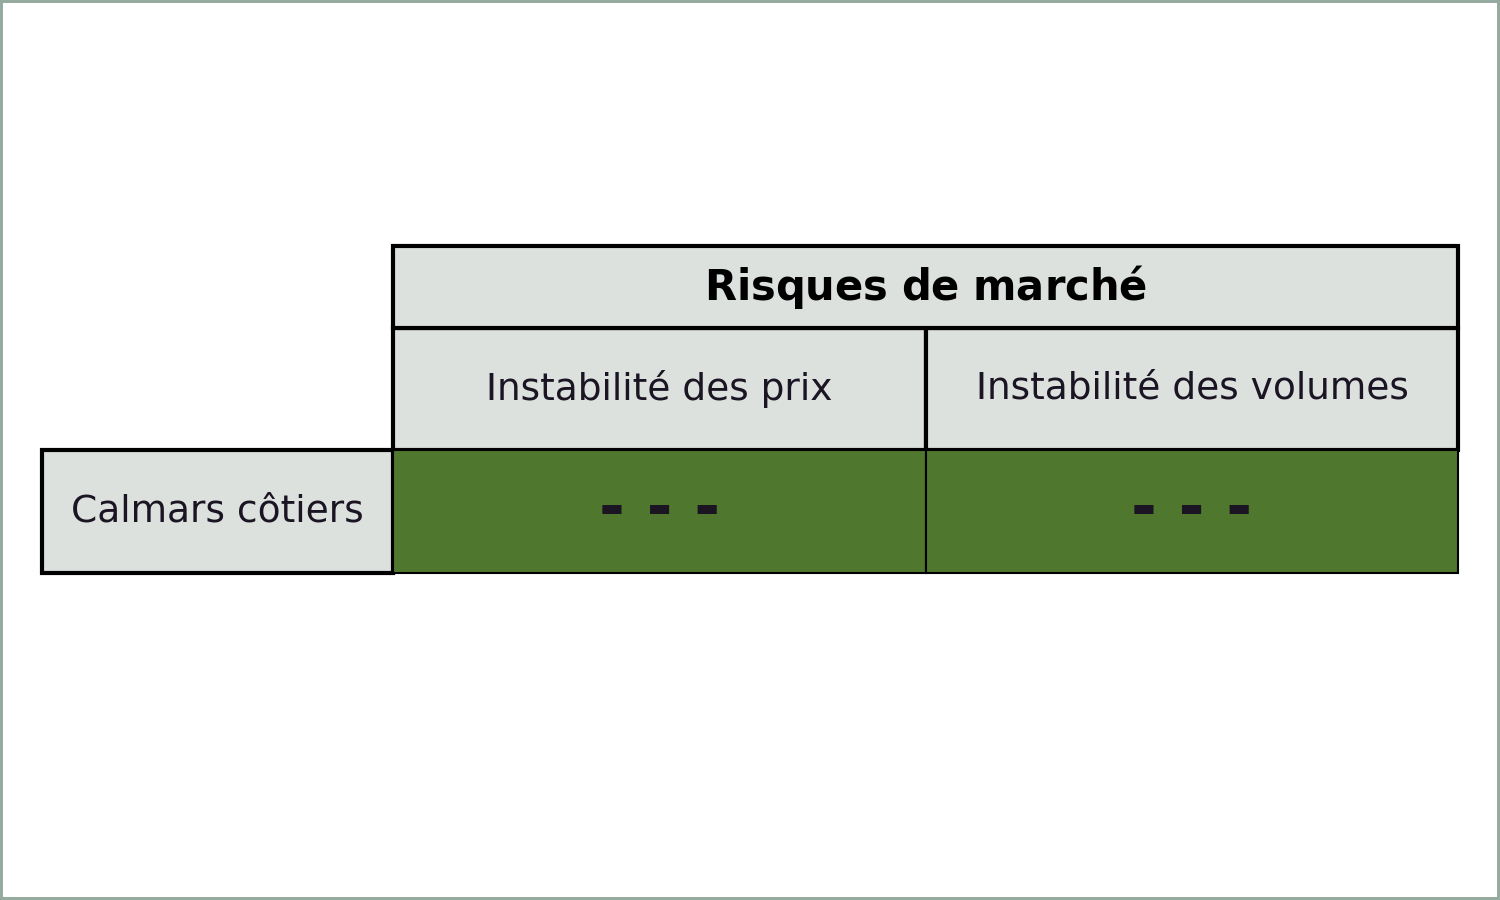 Risques de marché
Instabilité des prix
Instabilité des volumes
Calmars côtiers
- - -
- - -